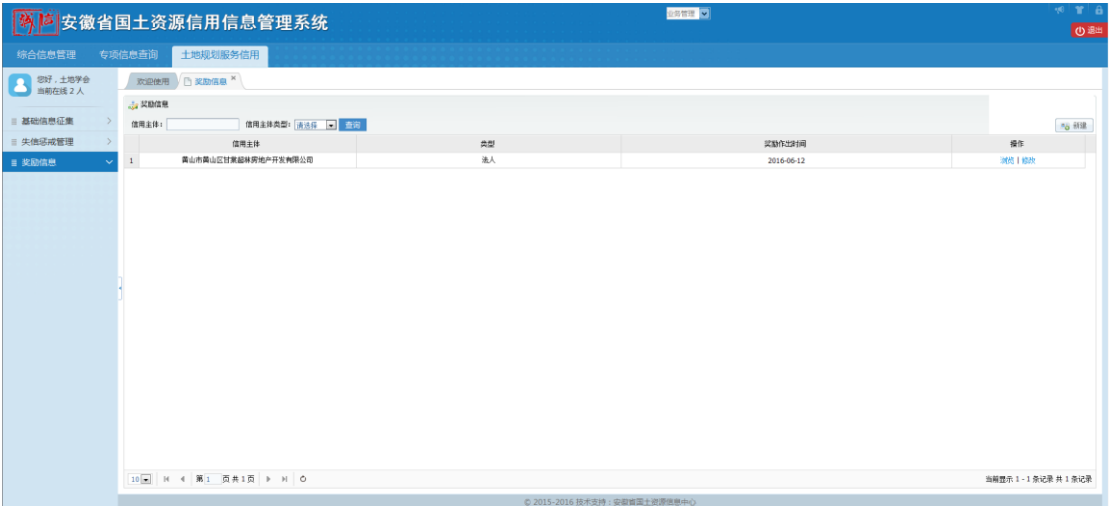 诚信 安徽省国土资源信用信息管理系统
业务管理
退出
综合信息管理 专项信息查询 土地规划服务信用
您好，土地学会
当前在线 2 人
欢迎使用 奖励信息 ×
奖励信息
基础信息征集
信用主体： 信用主体类型： 请选择 查询
新建
失信惩戒管理
信用主体 类型 奖励作出时间 操作
奖励信息
1 黄山市黄山区甘棠超林房地产开发有限公司 法人 2016-06-12 浏览 | 修改
10 第 1 页 共 1 页
当前显示 1 - 1 条记录 共 1 条记录
© 2015-2016 技术支持：安徽省国土资源信息中心